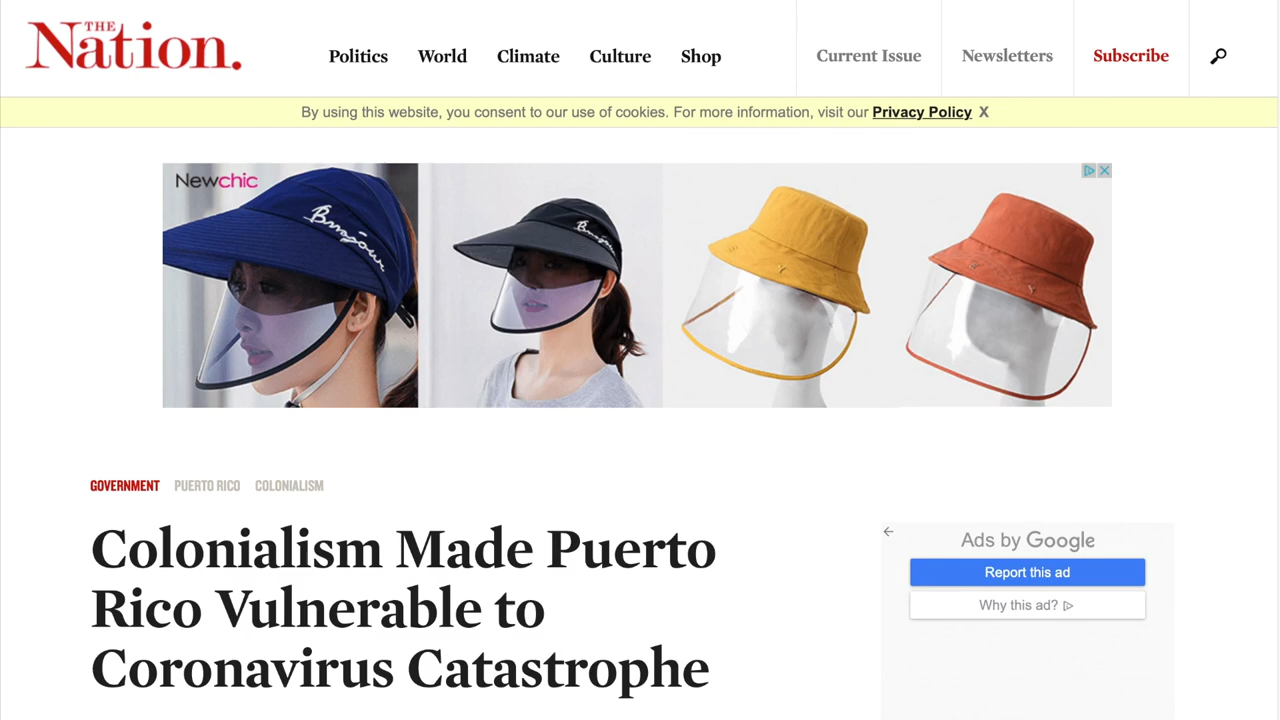 THE
Nation.
Politics World Climate Culture Shop Current Issue Newsletters Subscribe
By using this website, you consent to our use of cookies. For more information, visit our Privacy Policy X
Newchic
Bonjour
Bonjour
GOVERNMENT PUERTO RICO COLONIALISM
Colonialism Made Puerto
Rico Vulnerable to
Coronavirus Catastrophe
Ads by Google
Report this ad
Why this ad?